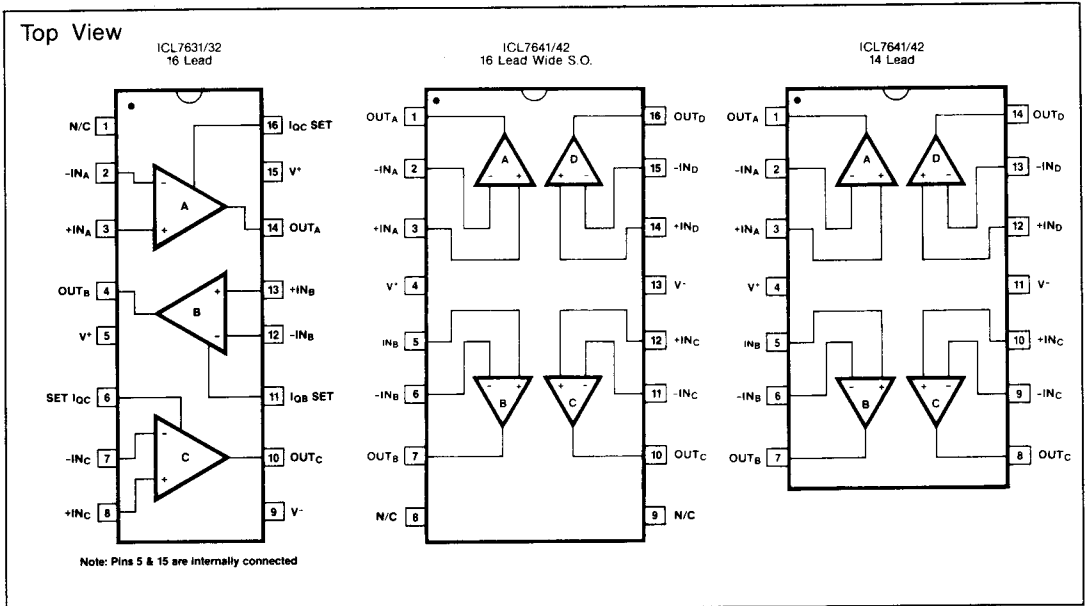 Top View
ICL7631/32
16 Lead
N/C 1
-INA 2
+INA 3
OUTB 4
V+ 5
SET IQC 6
-INC 7
+INC 8
16 IQC SET
15 V+
14 OUTA
13 +INB
12 -INB
11 IQB SET
10 OUTC
9 V-
- A +
+ B -
- C +
Note: Pins 5 & 15 are internally connected
ICL7641/42
16 Lead Wide S.O.
OUTA 1
-INA 2
+INA 3
V+ 4
INB 5
-INB 6
OUTB 7
N/C 8
16 OUTD
15 -IND
14 +IND
13 V-
12 +INC
11 -INC
10 OUTC
9 N/C
A - +
D + -
- + B
+ - C
ICL7641/42
14 Lead
OUTA 1
-INA 2
+INA 3
V+ 4
INB 5
-INB 6
OUTB 7
14 OUTD
13 -IND
12 +IND
11 V-
10 +INC
9 -INC
8 OUTC
A - +
D + -
- + B
+ - C